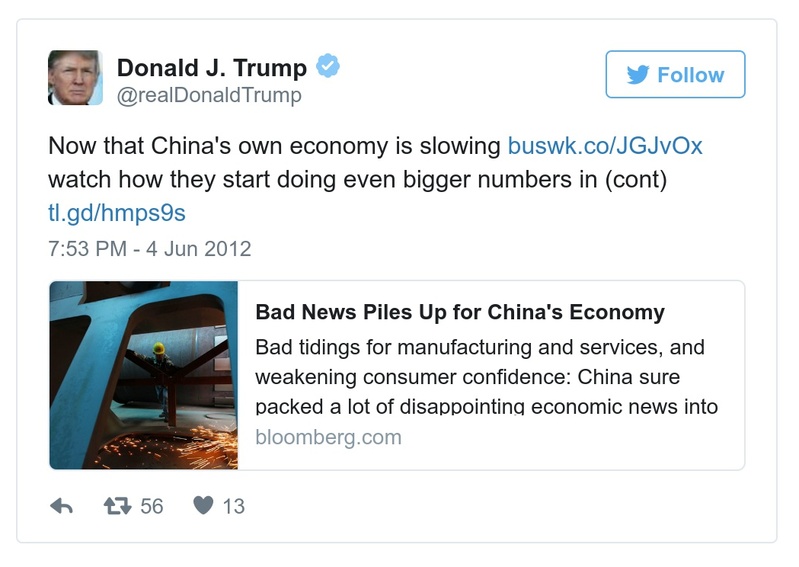 Donald J. Trump
@realDonaldTrump
Follow
Now that China's own economy is slowing buswk.co/JGJvOx
watch how they start doing even bigger numbers in (cont)
tl.gd/hmps9s
7:53 PM - 4 Jun 2012
Bad News Piles Up for China's Economy
Bad tidings for manufacturing and services, and
weakening consumer confidence: China sure
packed a lot of disappointing economic news into
bloomberg.com
56
13